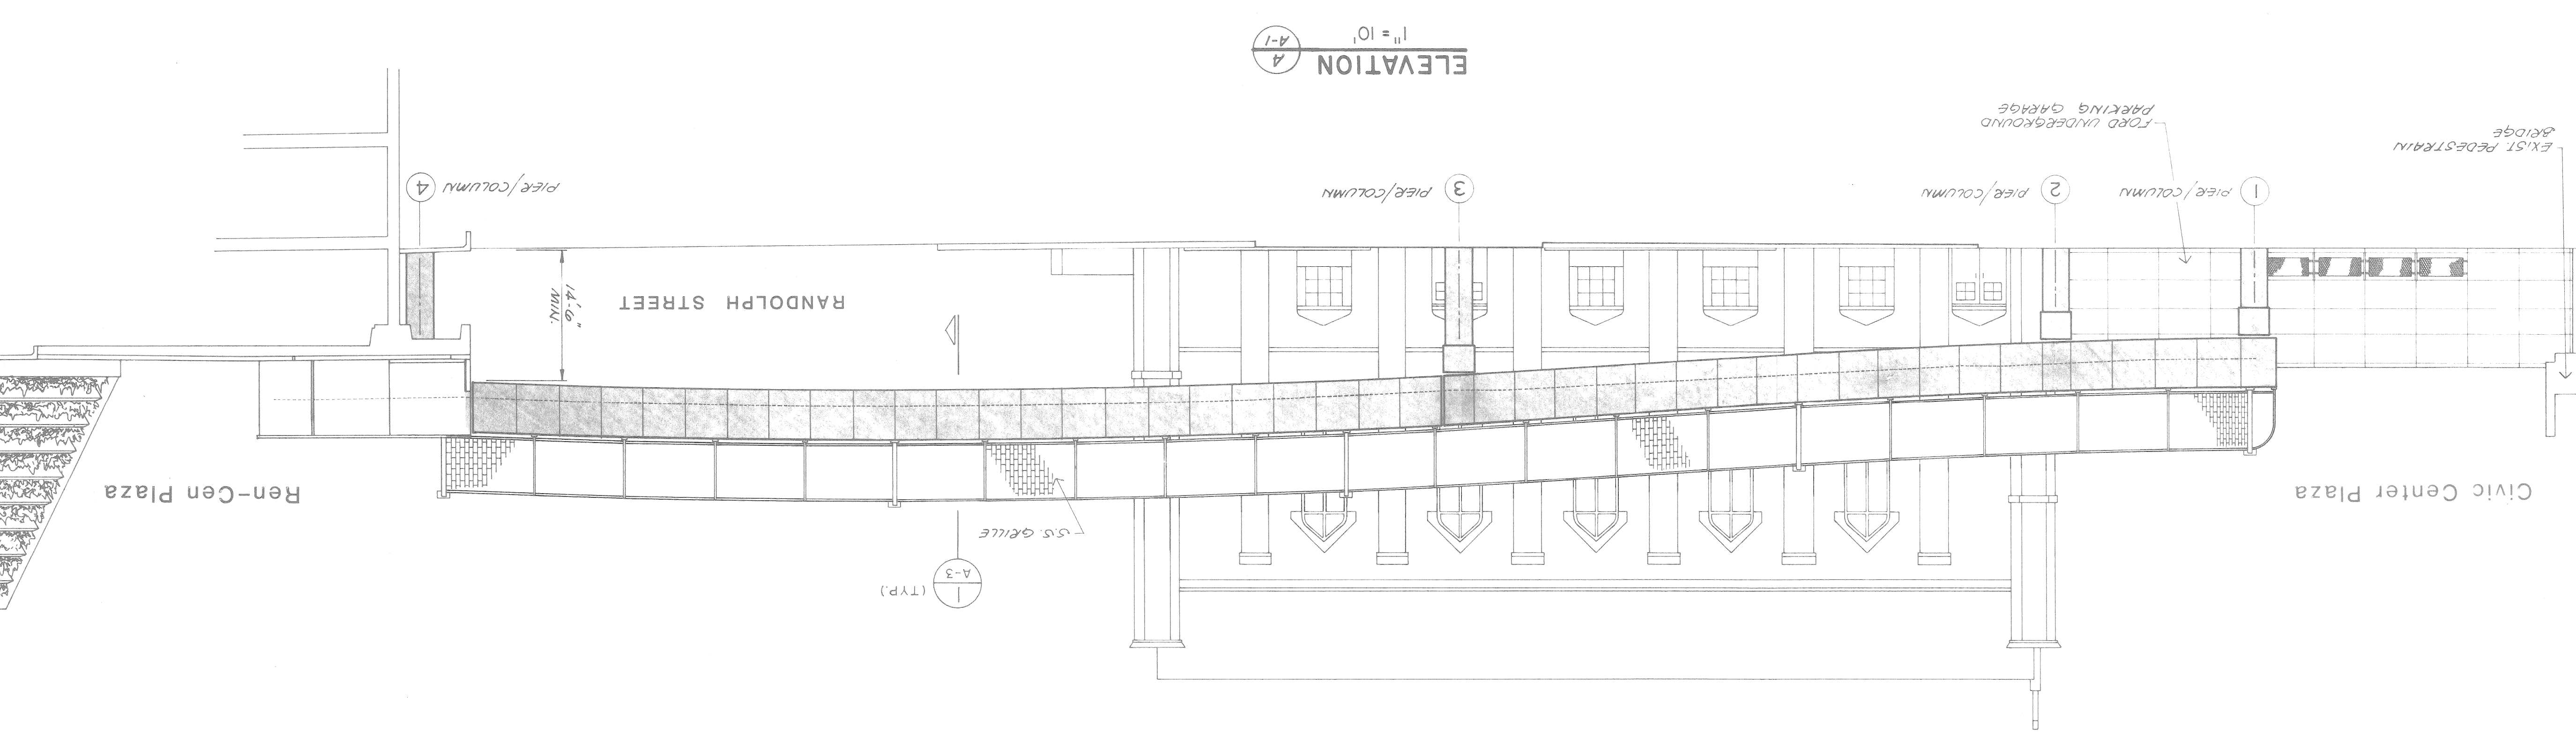 Civic Center Plaza
Ren-Cen Plaza
1
A-3
(TYP.)
S.S. GRILLE
RANDOLPH STREET
14'-6"
MIN.
1
PIER/COLUMN
2
PIER/COLUMN
3
PIER/COLUMN
4
PIER/COLUMN
EXIST. PEDESTRAIN
BRIDGE
FORD UNDERGROUND
PARKING GARAGE
ELEVATION
1" = 10'
4
A-1